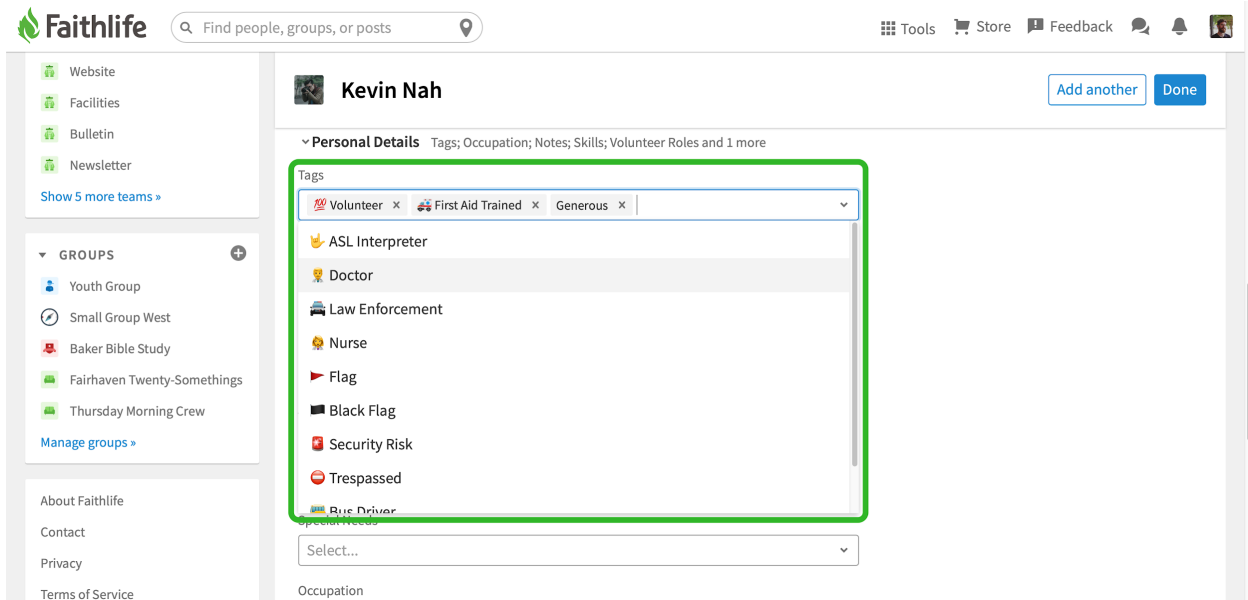 Faithlife
Find people, groups, or posts
Tools
Store
Feedback
Website
Facilities
Bulletin
Newsletter
Show 5 more teams »
GROUPS
Youth Group
Small Group West
Baker Bible Study
Fairhaven Twenty-Somethings
Thursday Morning Crew
Manage groups »
About Faithlife
Contact
Privacy
Terms of Service
Kevin Nah
Add another
Done
Personal Details Tags; Occupation; Notes; Skills; Volunteer Roles and 1 more
Tags
💯 Volunteer × 🚑 First Aid Trained × Generous ×
ASL Interpreter
Doctor
Law Enforcement
Nurse
Flag
Black Flag
Security Risk
Trespassed
Bus Driver
Special Needs
Select...
Occupation